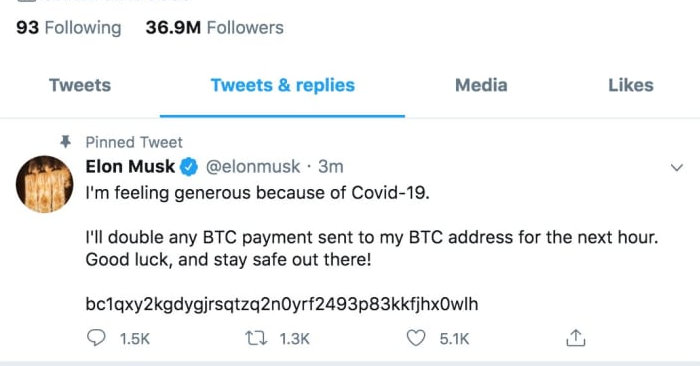 93 Following 36.9M Followers
Tweets Tweets & replies Media Likes
Pinned Tweet
Elon Musk @elonmusk · 3m
I'm feeling generous because of Covid-19.
I'll double any BTC payment sent to my BTC address for the next hour.
Good luck, and stay safe out there!
bc1qxy2kgdygjrsqtzq2n0yrf2493p83kkfjhx0wlh
1.5K 1.3K 5.1K